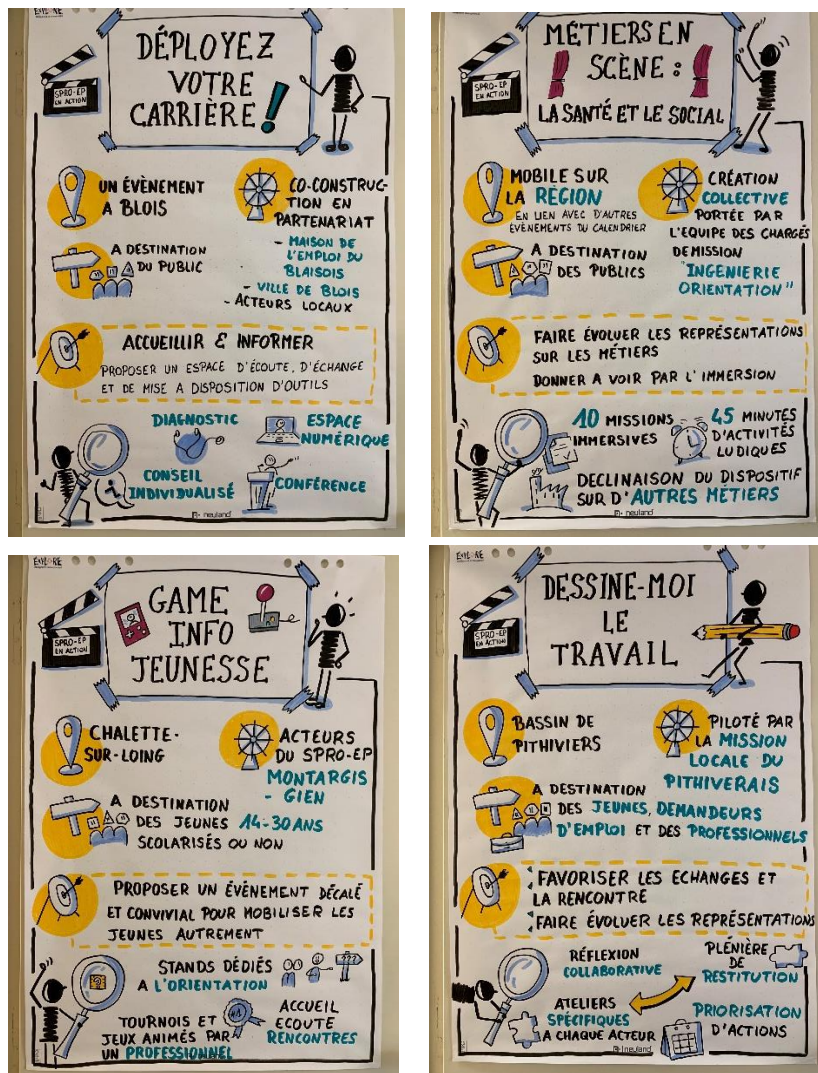 DÉPLOYEZ
VOTRE
CARRIÈRE!
SPRO-EP
EN ACTION
UN ÉVÈNEMENT
A BLOIS
CO-CONSTRUC-
TION EN
PARTENARIAT
- MAISON DE
L'EMPLOI DU
BLAISOIS
- VILLE DE BLOIS
- ACTEURS LOCAUX
A DESTINATION
DU PUBLIC
ACCUEILLIR & INFORMER
PROPOSER UN ESPACE D'ÉCOUTE, D'ÉCHANGE
ET DE MISE A DISPOSITION D'OUTILS
DIAGNOSTIC
ESPACE
NUMÉRIQUE
CONSEIL
INDIVIDUALISÉ
CONFÉRENCE
neuland
MÉTIERS EN
SCÈNE :
LA SANTÉ ET LE SOCIAL
SPRO-EP
EN ACTION
MOBILE SUR
LA RÉGION
EN LIEN AVEC D'AUTRES
ÉVÈNEMENTS DU CALENDRIER
CRÉATION
COLLECTIVE
PORTÉE PAR
L'EQUIPE DES CHARGÉS
DE MISSION
"INGENIERIE
ORIENTATION"
A DESTINATION
DES PUBLICS
FAIRE ÉVOLUER LES REPRÉSENTATIONS
SUR LES MÉTIERS
DONNER A VOIR PAR L'IMMERSION
10 MISSIONS
IMMERSIVES
45 MINUTES
D'ACTIVITÉS
LUDIQUES
DECLINAISON DU DISPOSITIF
SUR D'AUTRES MÉTIERS
neuland
GAME
INFO
JEUNESSE
SPRO-EP
EN ACTION
CHALETTE-
SUR-LOING
ACTEURS
DU SPRO-EP
MONTARGIS
- GIEN
A DESTINATION
DES JEUNES 14-30 ANS
SCOLARISÉS OU NON
PROPOSER UN ÉVÉNEMENT DÉCALÉ
ET CONVIVIAL POUR MOBILISER LES
JEUNES AUTREMENT
STANDS DÉDIÉS
A L'ORIENTATION
???
TOURNOIS ET
JEUX ANIMÉS PAR
UN PROFESSIONNEL
#1
ACCUEIL
ECOUTE
RENCONTRES
DESSINE-MOI
LE
TRAVAIL
SPRO-EP
EN ACTION
BASSIN DE
PITHIVIERS
PILOTÉ PAR
LA MISSION
LOCALE DU
PITHIVERAIS
A DESTINATION
DES JEUNES, DEMANDEURS
D'EMPLOI ET DES PROFESSIONNELS
FAVORISER LES ECHANGES ET
LA RENCONTRE
FAIRE ÉVOLUER LES REPRÉSENTATIONS
RÉFLEXION
COLLABORATIVE
PLÉNIÈRE
DE
RESTITUTION
ATELIERS
SPÉCIFIQUES
A CHAQUE ACTEUR
PRIORISATION
D'ACTIONS
neuland